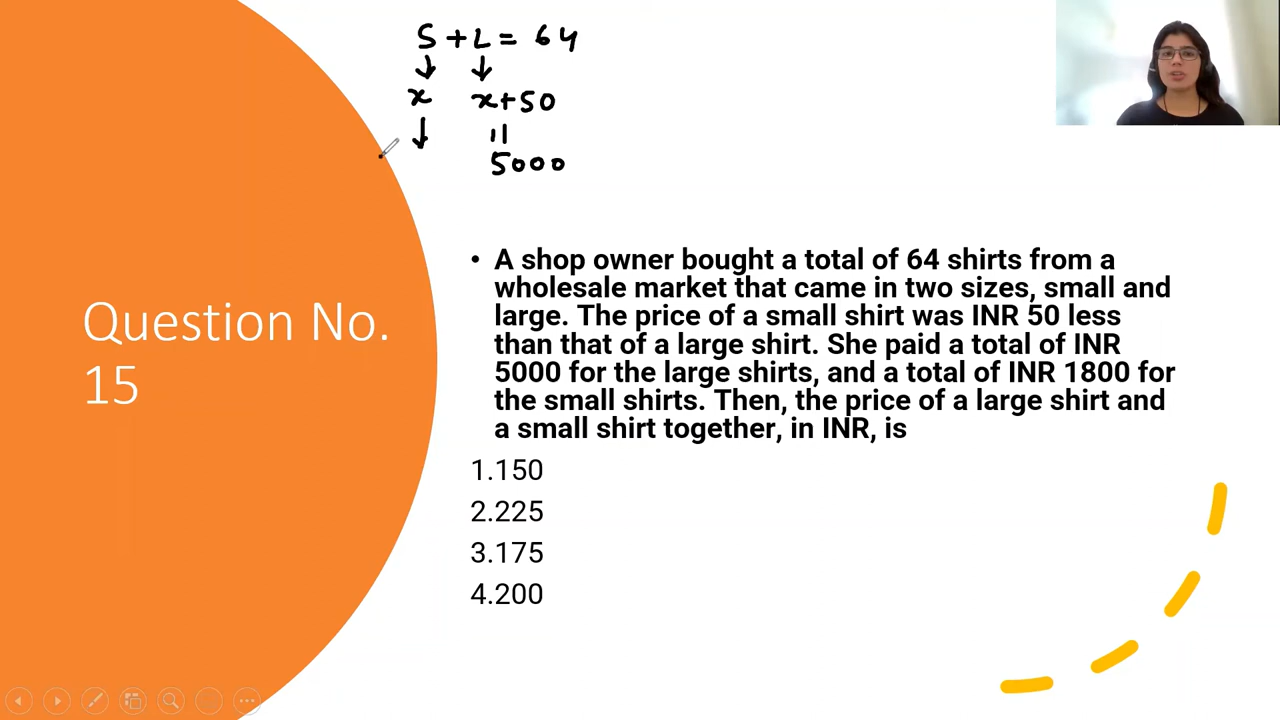 S + L = 64
↓ ↓
x x+50
↓ ||
5000
Question No.
15
• A shop owner bought a total of 64 shirts from a
wholesale market that came in two sizes, small and
large. The price of a small shirt was INR 50 less
than that of a large shirt. She paid a total of INR
5000 for the large shirts, and a total of INR 1800 for
the small shirts. Then, the price of a large shirt and
a small shirt together, in INR, is
1.150
2.225
3.175
4.200